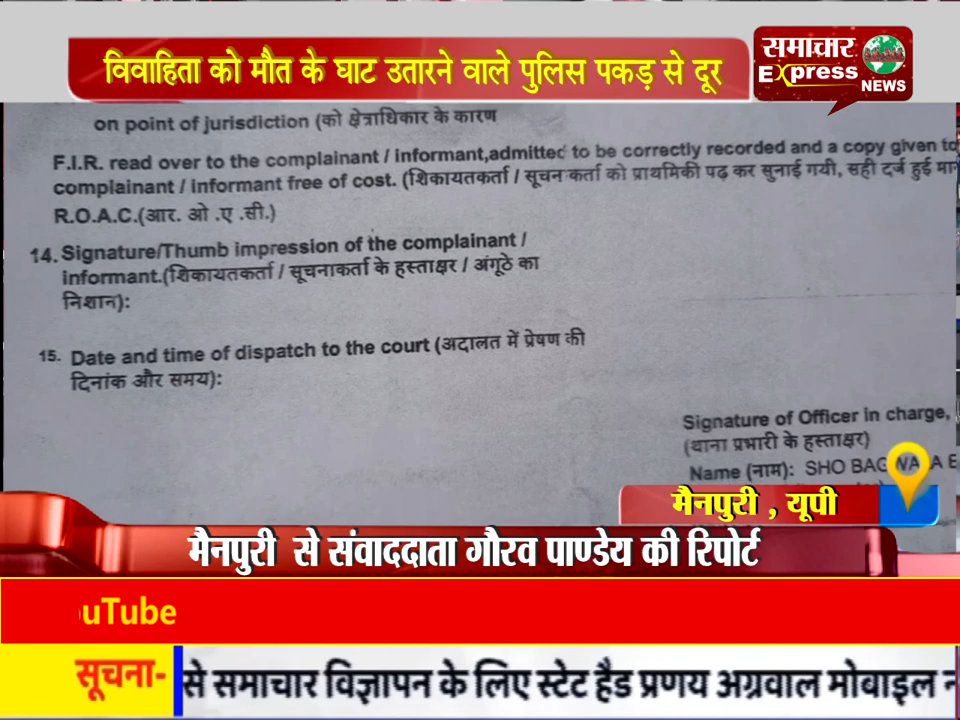 विवाहिता को मौत के घाट उतारने वाले पुलिस पकड़ से दूर
समाचार
Express
NEWS
on point of jurisdiction (को क्षेत्राधिकार के कारण
F.I.R. read over to the complainant / informant,admitted to be correctly recorded and a copy given to
complainant / informant free of cost. (शिकायतकर्ता / सूचनाकर्ता को प्राथमिकी पढ़ कर सुनाई गयी, सही दर्ज हुई
R.O.A.C.(आर. ओ .ए .सी.)
14. Signature/Thumb impression of the complainant /
informant.(शिकायतकर्ता / सूचनाकर्ता के हस्ताक्षर / अंगूठे का
निशान):
15. Date and time of dispatch to the court (अदालत में प्रेषण की
दिनांक और समय):
Signature of Officer in charge,
(थाना प्रभारी के हस्ताक्षर)
Name (नाम): SHO
मैनपुरी , यूपी
मैनपुरी से संवाददाता गौरव पाण्डेय की रिपोर्ट
uTube
सूचना- से समाचार विज्ञापन के लिए स्टेट हैड प्रणय अग्रवाल मोबाइल